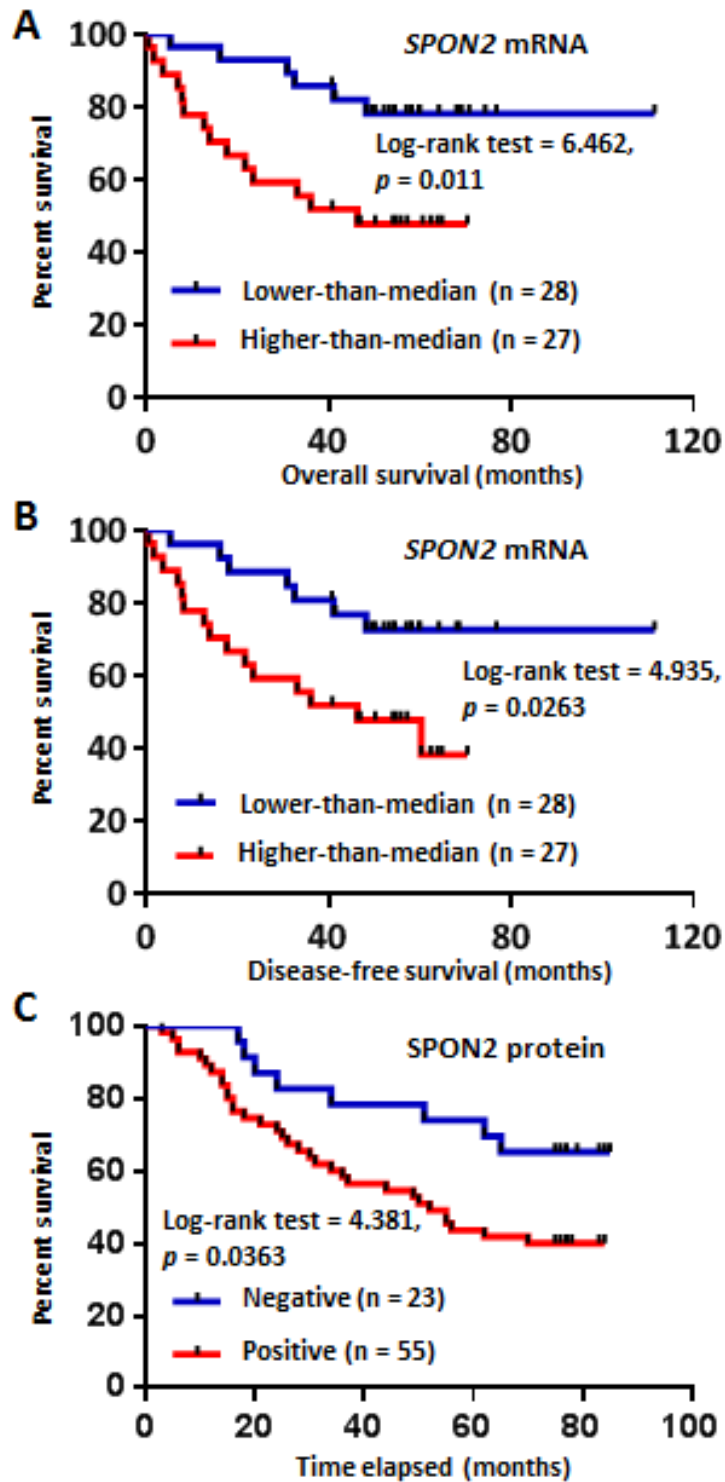 A
SPON2 mRNA
100
80
60
40
20
0
Percent survival
Log-rank test = 6.462,
p = 0.011
Lower-than-median (n = 28)
Higher-than-median (n = 27)
0 40 80 120
Overall survival (months)
B
SPON2 mRNA
100
80
60
40
20
0
Percent survival
Log-rank test = 4.935,
p = 0.0263
Lower-than-median (n = 28)
Higher-than-median (n = 27)
0 40 80 120
Disease-free survival (months)
C
SPON2 protein
100
80
60
40
20
0
Percent survival
Log-rank test = 4.381,
p = 0.0363
Negative (n = 23)
Positive (n = 55)
0 20 40 60 80 100
Time elapsed (months)